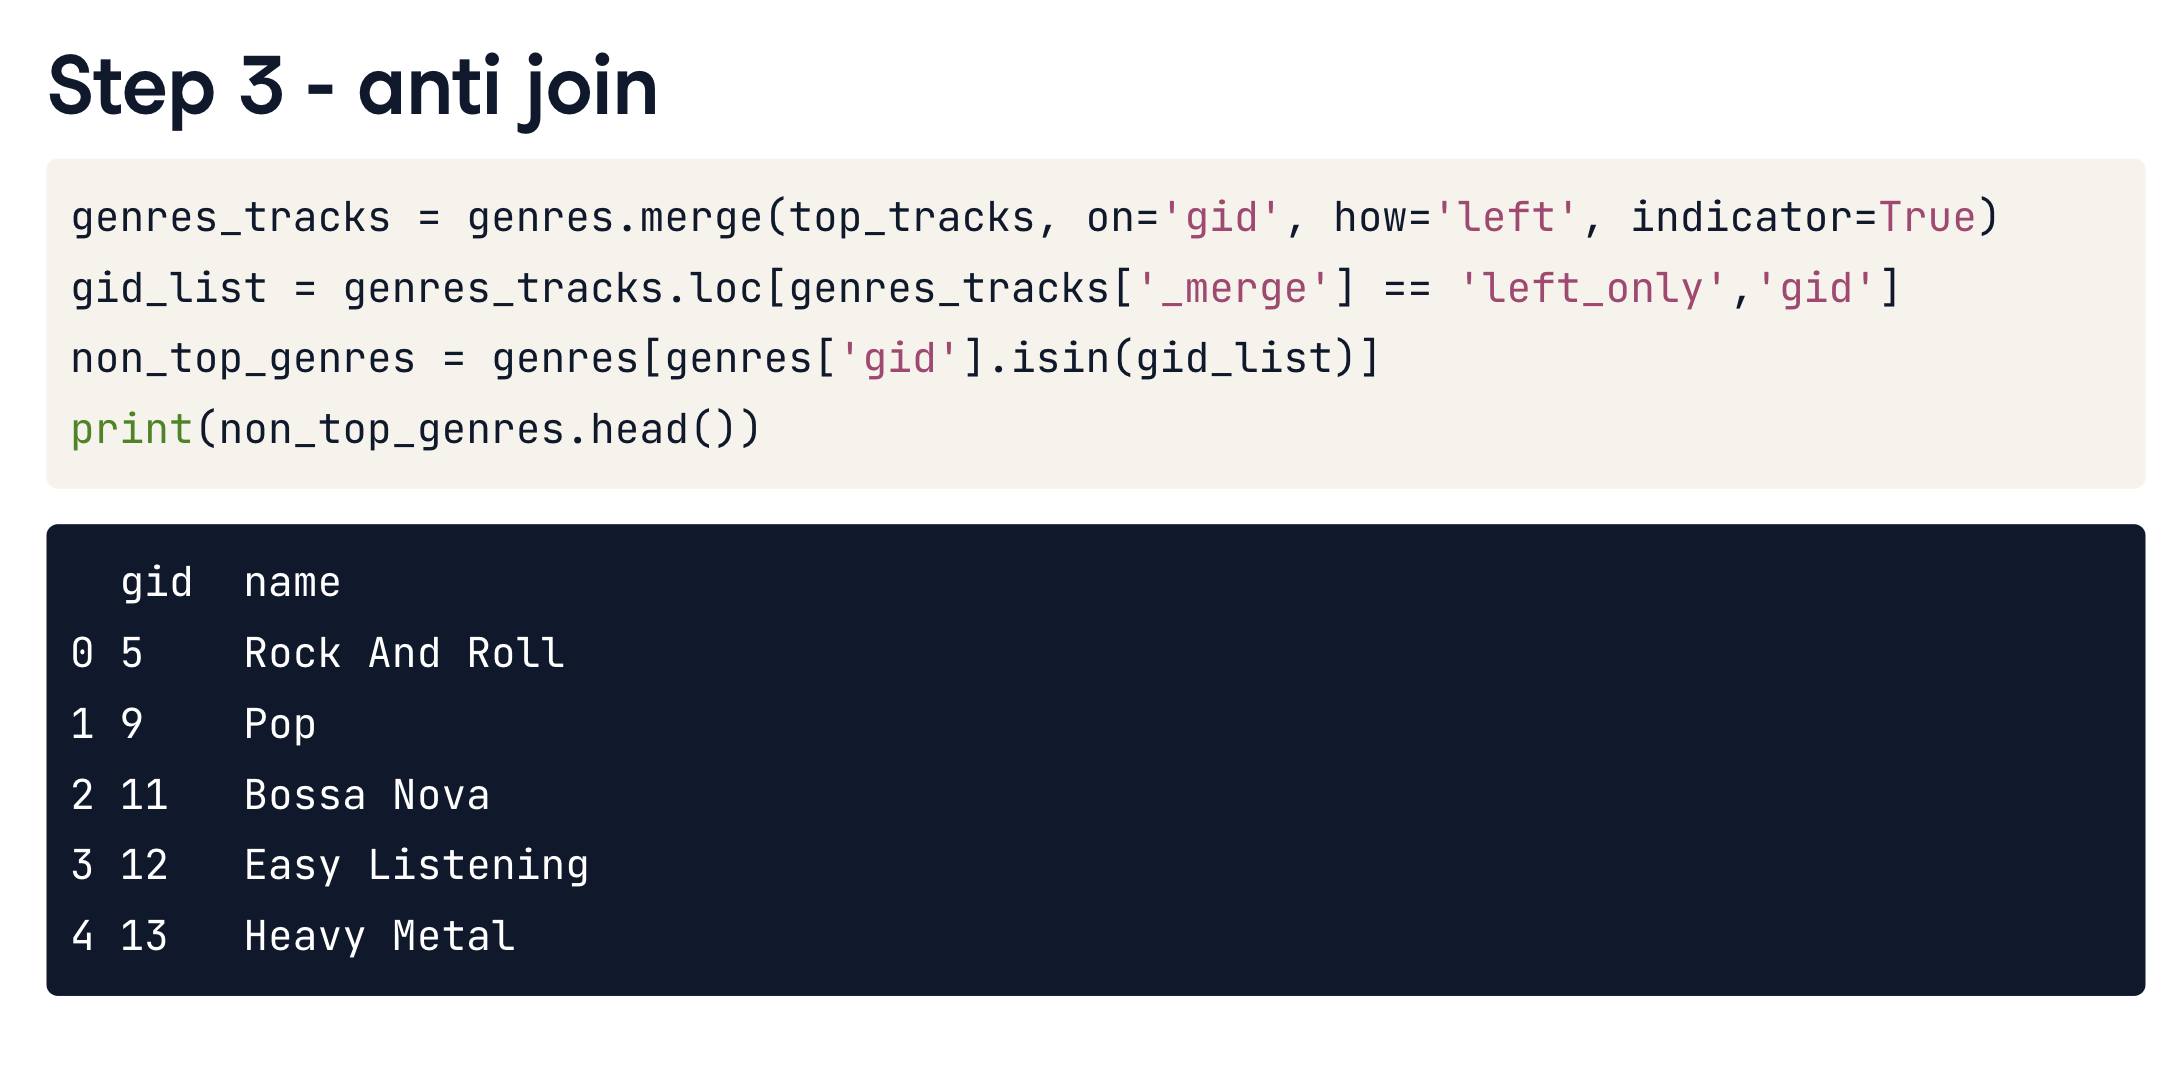 Step 3 - anti join
genres_tracks = genres.merge(top_tracks, on='gid', how='left', indicator=True)
gid_list = genres_tracks.loc[genres_tracks['_merge'] == 'left_only','gid']
non_top_genres = genres[genres['gid'].isin(gid_list)]
print(non_top_genres.head())
  gid  name
0 5    Rock And Roll
1 9    Pop
2 11   Bossa Nova
3 12   Easy Listening
4 13   Heavy Metal